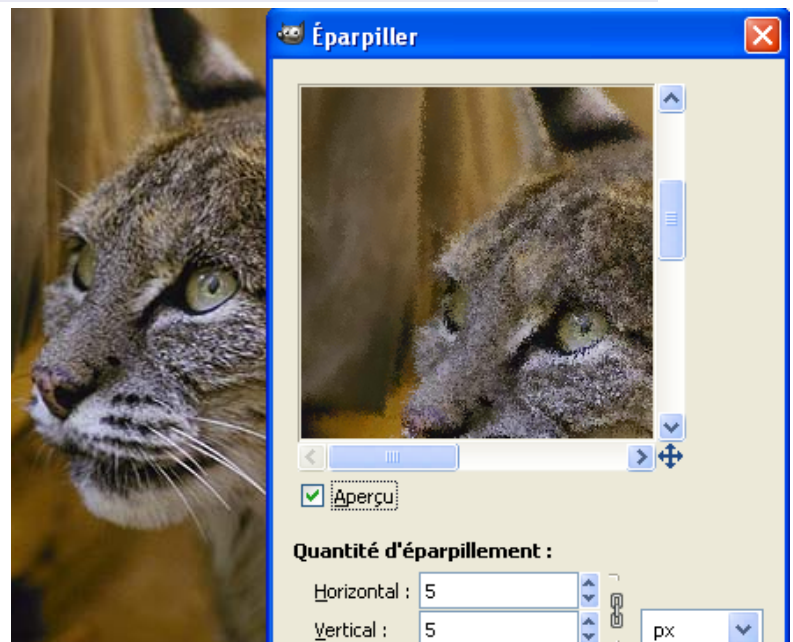 Éparpiller
Aperçu
Quantité d'éparpillement :
Horizontal : 5
Vertical : 5 px